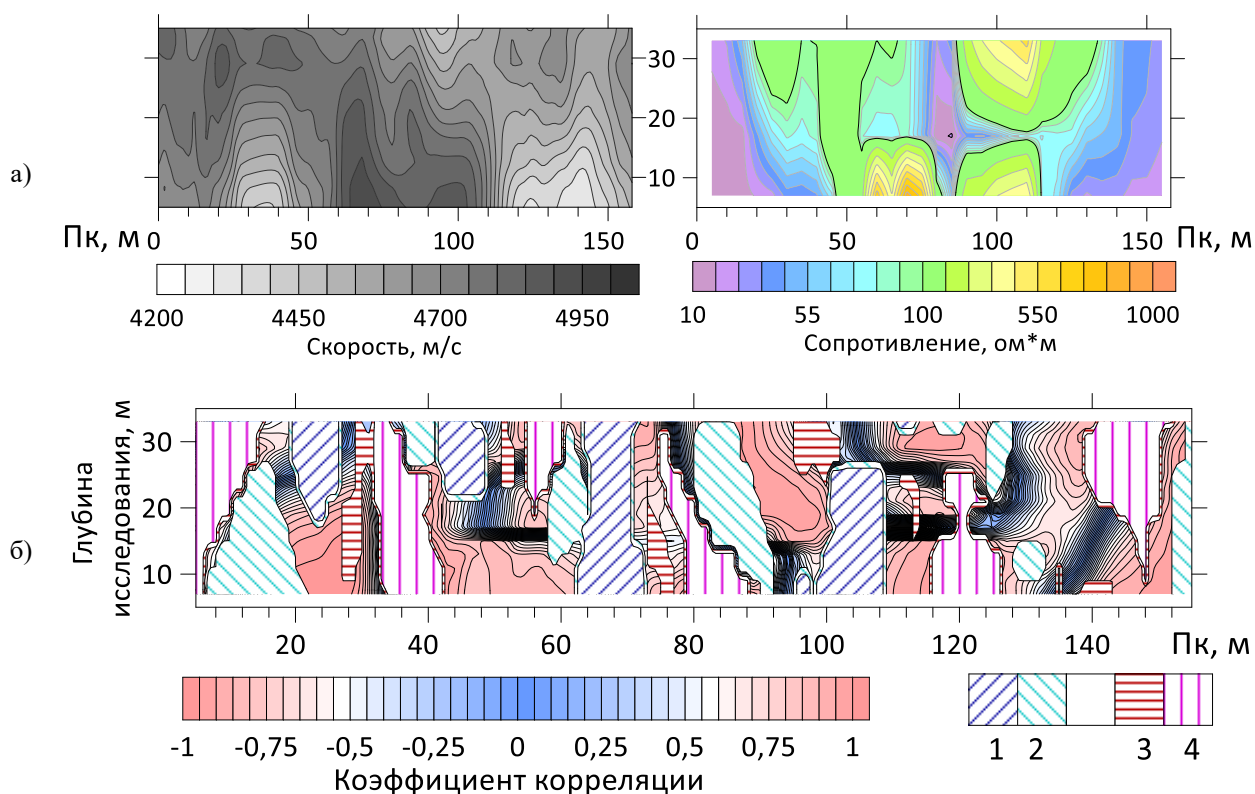 а)
30
20
10
Пк, м 0 50 100 150 50 100 150 Пк, м
4200 4450 4700 4950
Скорость, м/с
10 55 100 550 1000
Сопротивление, ом*м
б)
Глубина
исследования, м
30
20
10
20 40 60 80 100 120 140 Пк, м
-1 -0,75 -0,5 -0,25 0 0,25 0,5 0,75 1
Коэффициент корреляции
1 2 3 4